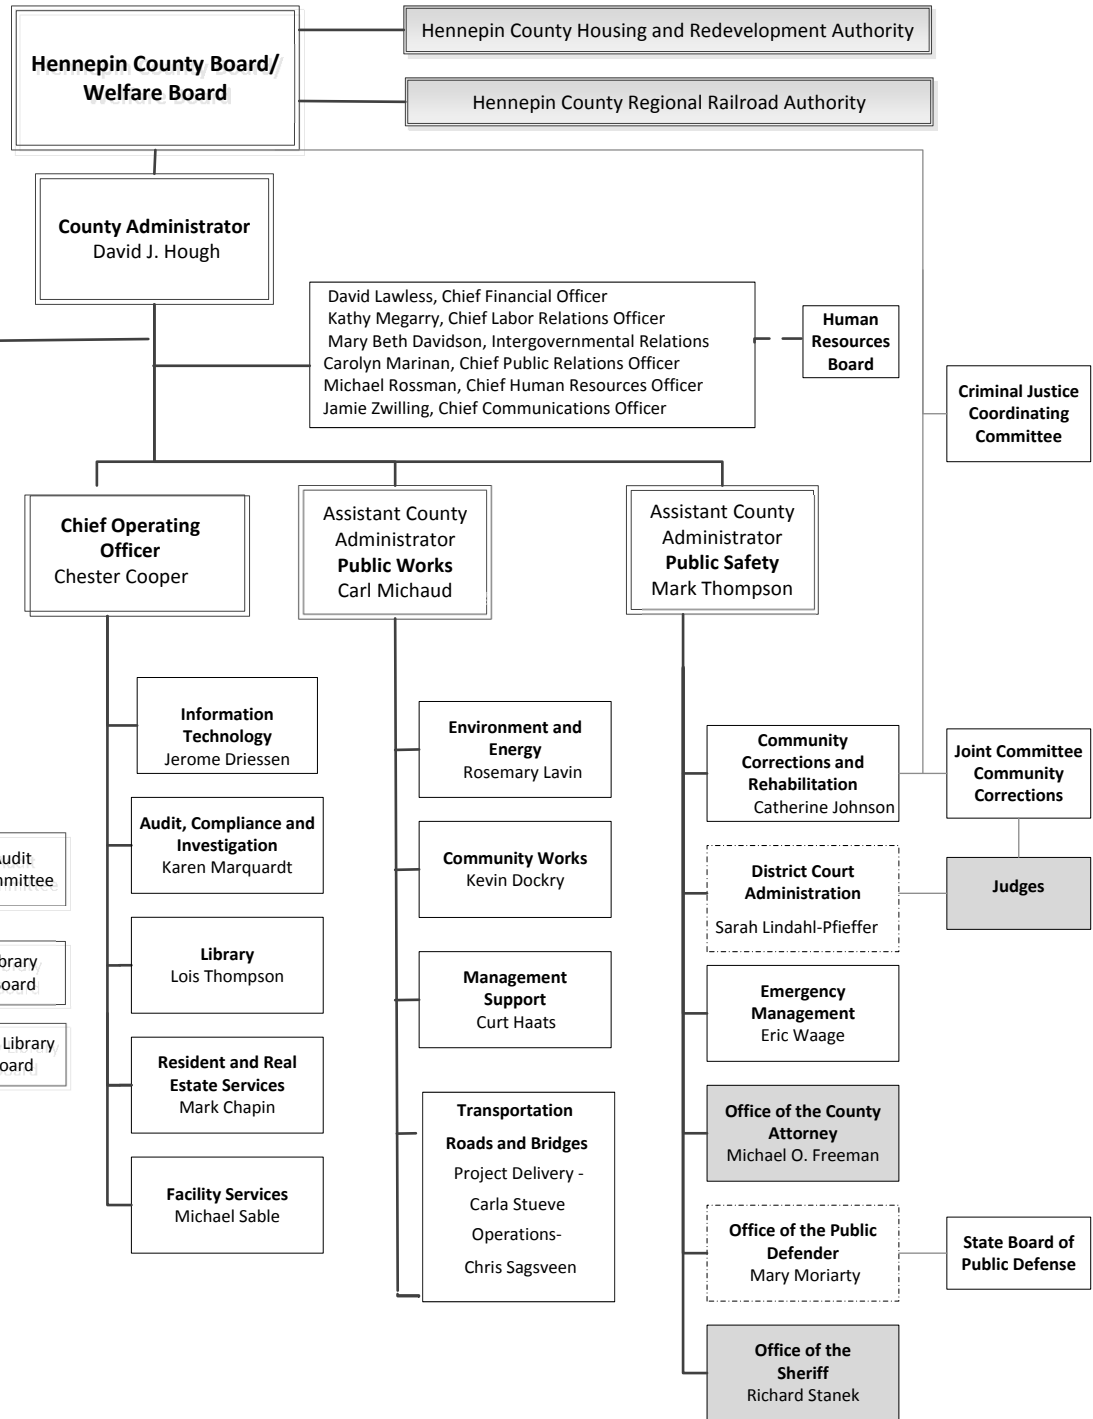 Hennepin County Board/
Welfare Board
Hennepin County Housing and Redevelopment Authority
Hennepin County Regional Railroad Authority
County Administrator
David J. Hough
David Lawless, Chief Financial Officer
Kathy Megarry, Chief Labor Relations Officer
Mary Beth Davidson, Intergovernmental Relations
Carolyn Marinan, Chief Public Relations Officer
Michael Rossman, Chief Human Resources Officer
Jamie Zwilling, Chief Communications Officer
Human
Resources
Board
Criminal Justice
Coordinating
Committee
Chief Operating
Officer
Chester Cooper
Assistant County
Administrator
Public Works
Carl Michaud
Assistant County
Administrator
Public Safety
Mark Thompson
Information
Technology
Jerome Driessen
Audit, Compliance and
Investigation
Karen Marquardt
Library
Lois Thompson
Resident and Real
Estate Services
Mark Chapin
Facility Services
Michael Sable
Library
Environment and
Energy
Rosemary Lavin
Community Works
Kevin Dockry
Management
Support
Curt Haats
Transportation
Roads and Bridges
Project Delivery -
Carla Stueve
Operations-
Chris Sagsveen
Community
Corrections and
Rehabilitation
Catherine Johnson
District Court
Administration
Sarah Lindahl-Pfieffer
Emergency
Management
Eric Waage
Office of the County
Attorney
Michael O. Freeman
Office of the Public
Defender
Mary Moriarty
Office of the
Sheriff
Richard Stanek
Joint Committee
Community
Corrections
Judges
State Board of
Public Defense